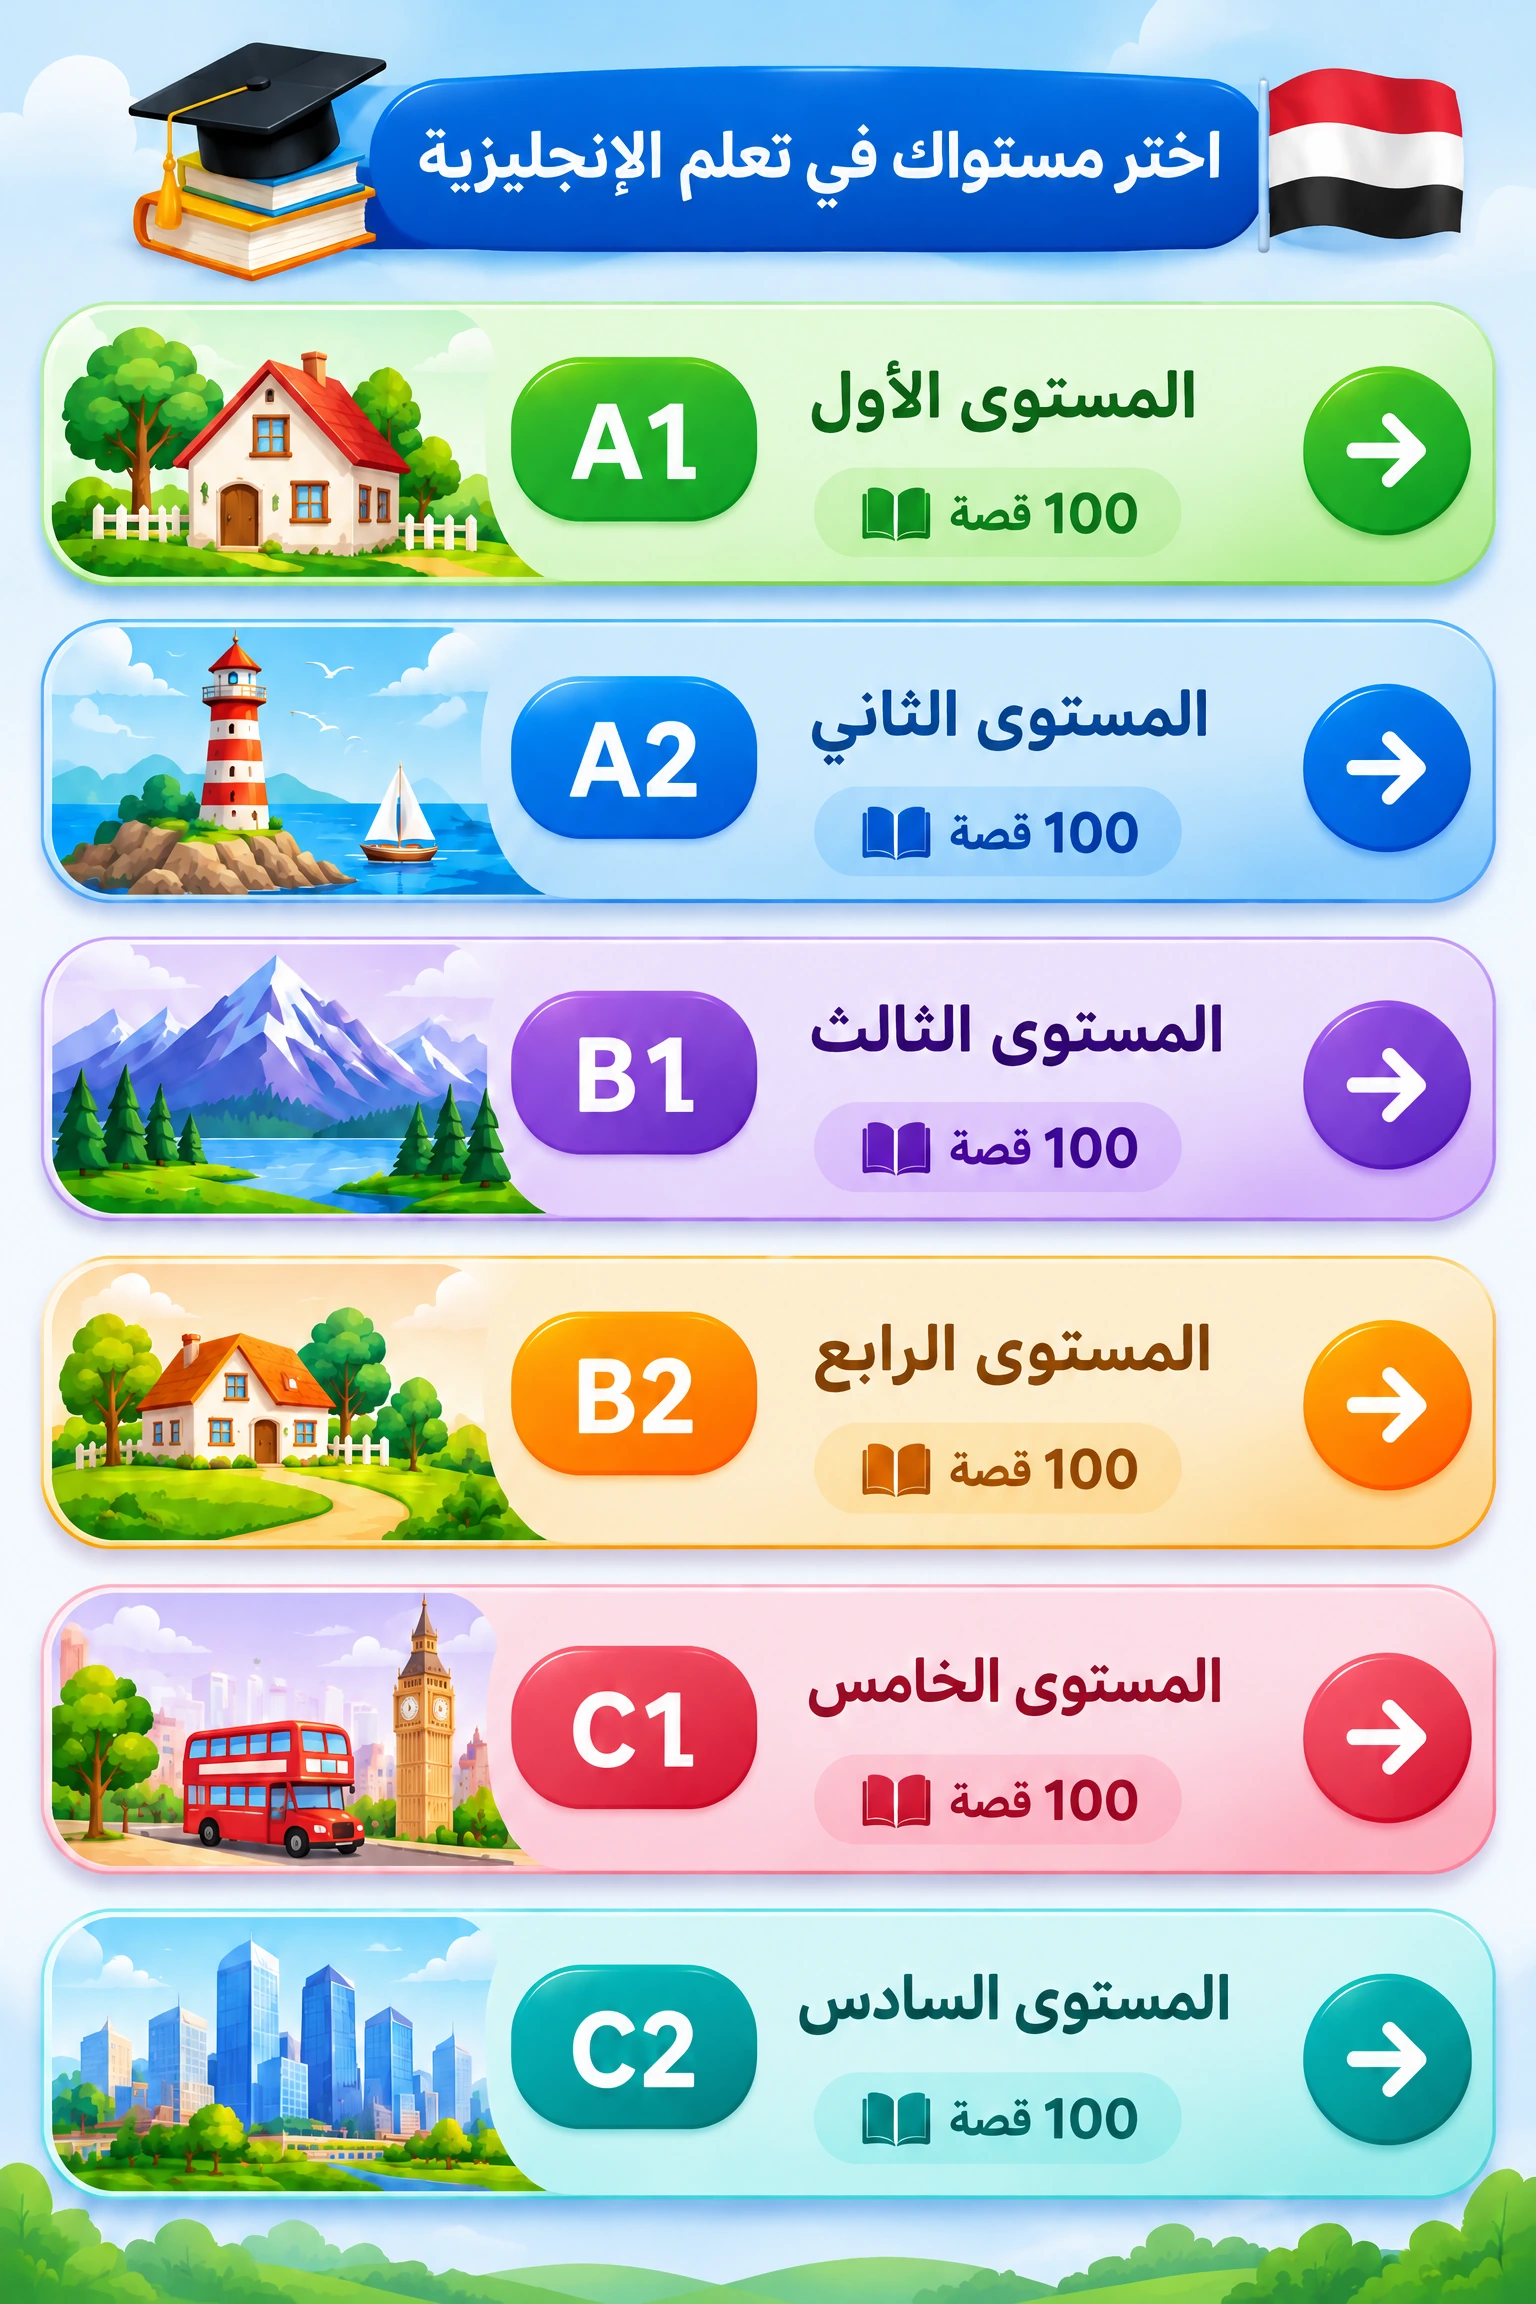 اختر مستواك في تعلم الإنجليزية
المستوى الأول
A1
100 قصة
المستوى الثاني
A2
100 قصة
المستوى الثالث
B1
100 قصة
المستوى الرابع
B2
100 قصة
المستوى الخامس
C1
100 قصة
المستوى السادس
C2
100 قصة